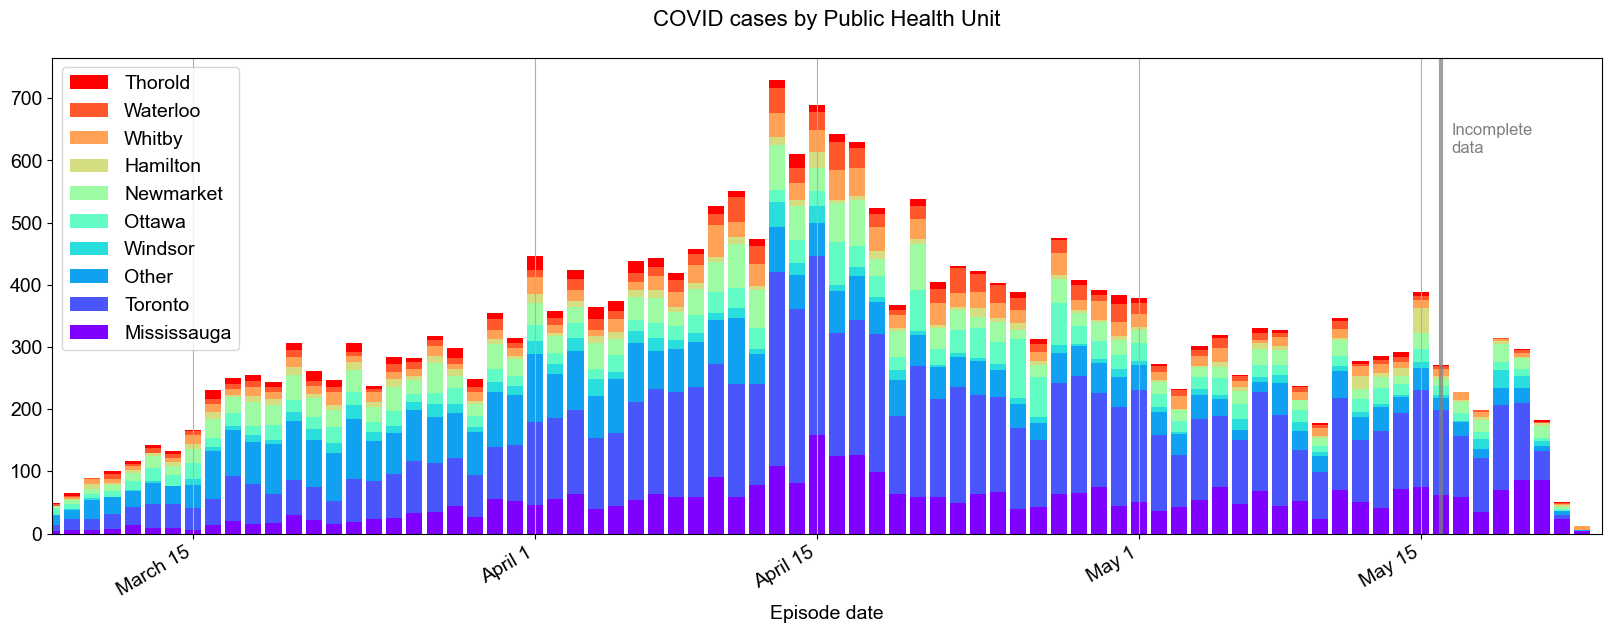 COVID cases by Public Health Unit
Thorold
Waterloo
Whitby
Hamilton
Newmarket
Ottawa
Windsor
Other
Toronto
Mississauga
Incomplete
data
700
600
500
400
300
200
100
0
March 15
April 1
April 15
May 1
May 15
Episode date